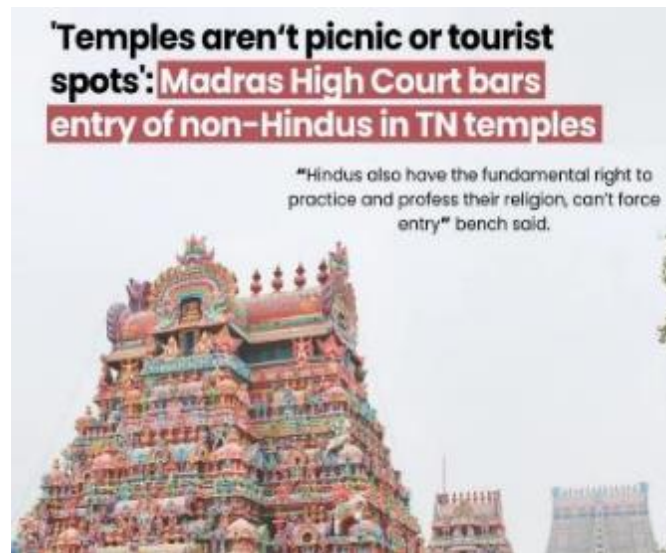 'Temples aren't picnic or tourist
spots': Madras High Court bars
entry of non-Hindus in TN temples
"Hindus also have the fundamental right to
practice and profess their religion, can't force
entry" bench said.